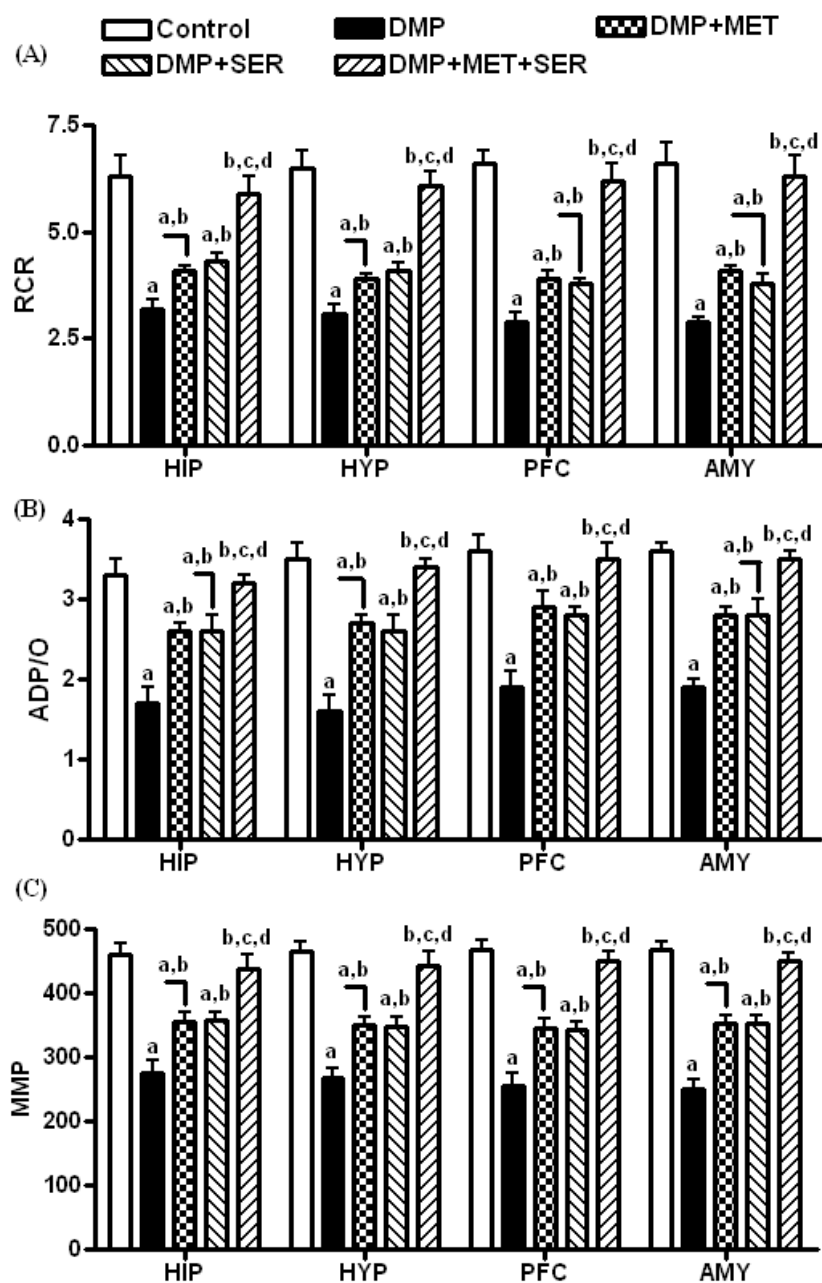 Control DMP DMP+MET
(A)
DMP+SER DMP+MET+SER
7.5
b,c,d b,c,d b,c,d b,c,d
a,b a,b a,b a,b a,b a,b a,b a,b
5.0
a a a a
RCR
2.5
0.0
HIP HYP PFC AMY
(B)
4
a,b b,c,d a,b b,c,d b,c,d a,b b,c,d
3
a,b a,b a,b a,b a,b
a a a a
ADP/O
2
1
0
HIP HYP PFC AMY
(C)
500
b,c,d b,c,d b,c,d b,c,d
a,b a,b a,b a,b
400
a,b a,b a,b a,b
300
a a a a
MMP
200
100
0
HIP HYP PFC AMY